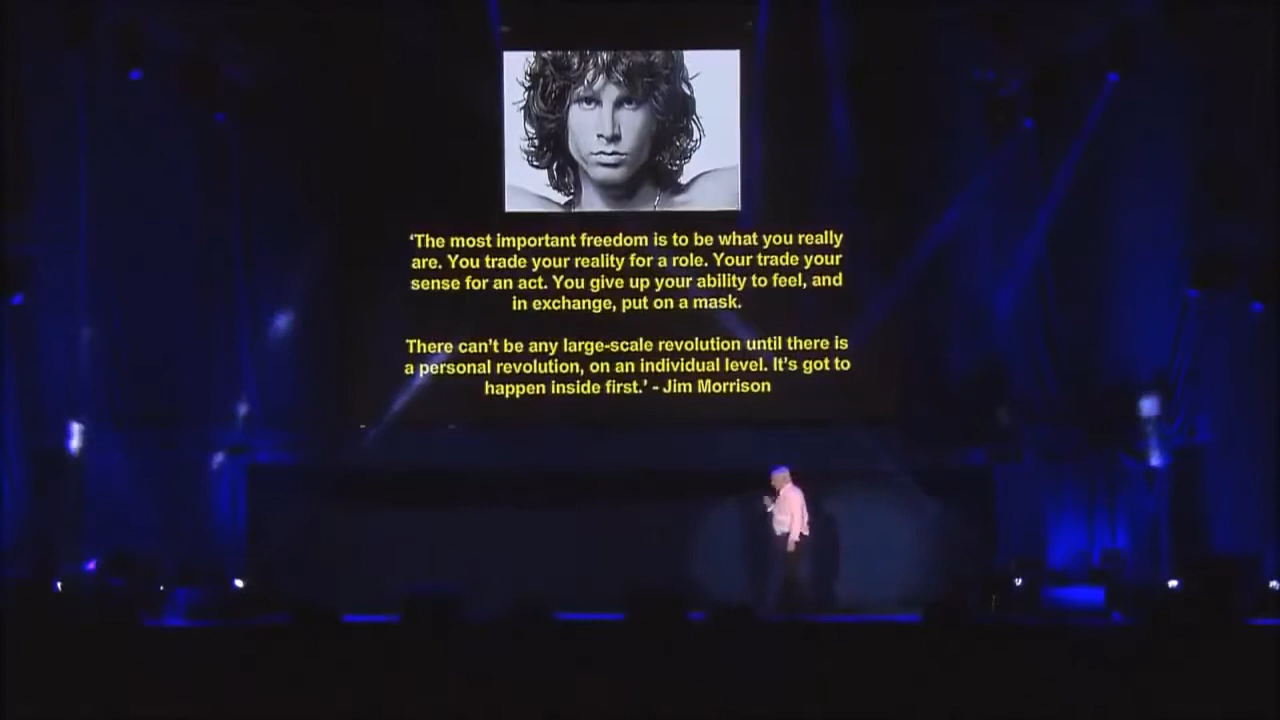 ‘The most important freedom is to be what you really
are. You trade your reality for a role. Your trade your
sense for an act. You give up your ability to feel, and
in exchange, put on a mask.
There can’t be any large-scale revolution until there is
a personal revolution, on an individual level. It’s got to
happen inside first.’ - Jim Morrison